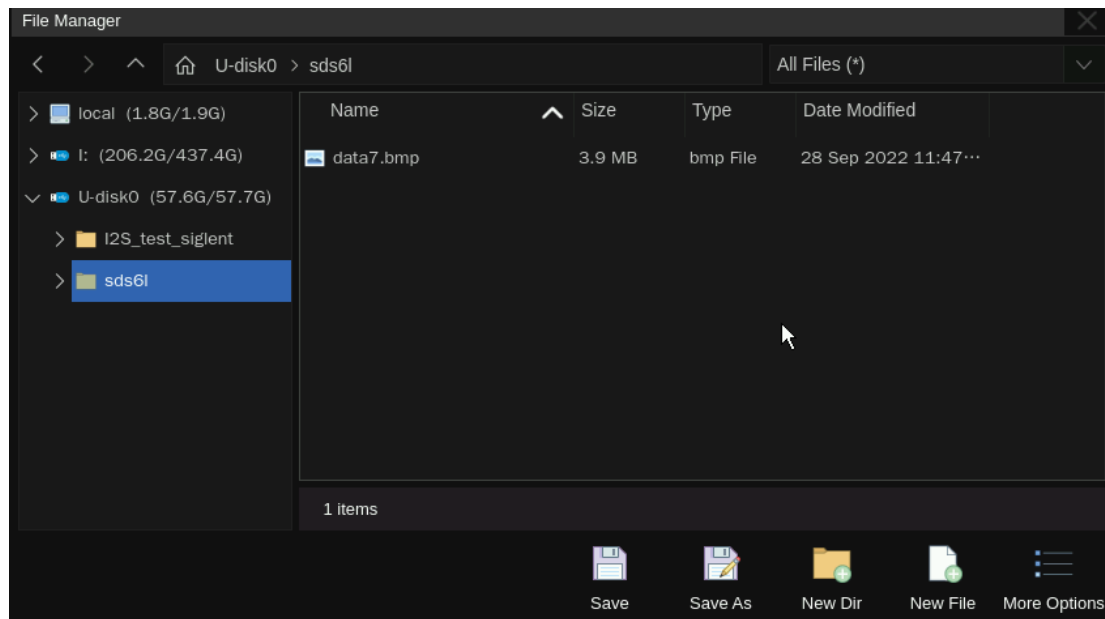 File Manager
U-disk0 > sds6l
All Files (*)
local (1.8G/1.9G)
I: (206.2G/437.4G)
U-disk0 (57.6G/57.7G)
I2S_test_siglent
sds6l
Name Size Type Date Modified
data7.bmp 3.9 MB bmp File 28 Sep 2022 11:47···
1 items
Save Save As New Dir New File More Options